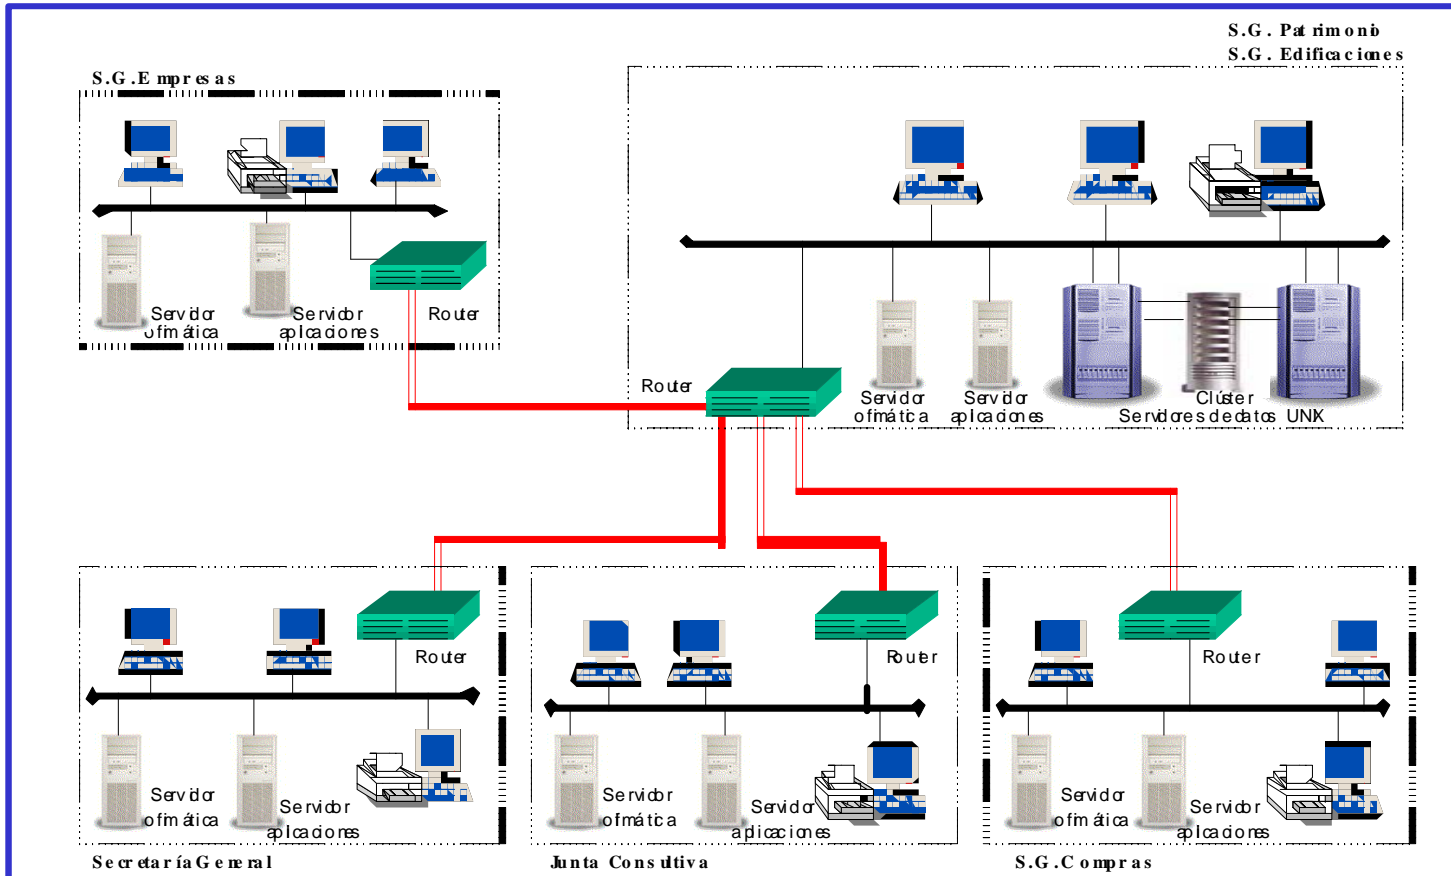 S.G. Patrimonio
S.G. Edificaciones
S.G. Empresas
Servidor
ofimática
Servidor
aplicaciones
Router
Router
Servidor
ofimática
Servidor
aplicaciones
Clúster
Servidores de datos UNIX
Router
Servidor
ofimática
Servidor
aplicaciones
Secretaría General
Router
Servidor
ofimática
Servidor
aplicaciones
Junta Consultiva
Router
Servidor
ofimática
Servidor
aplicaciones
S.G. Compras